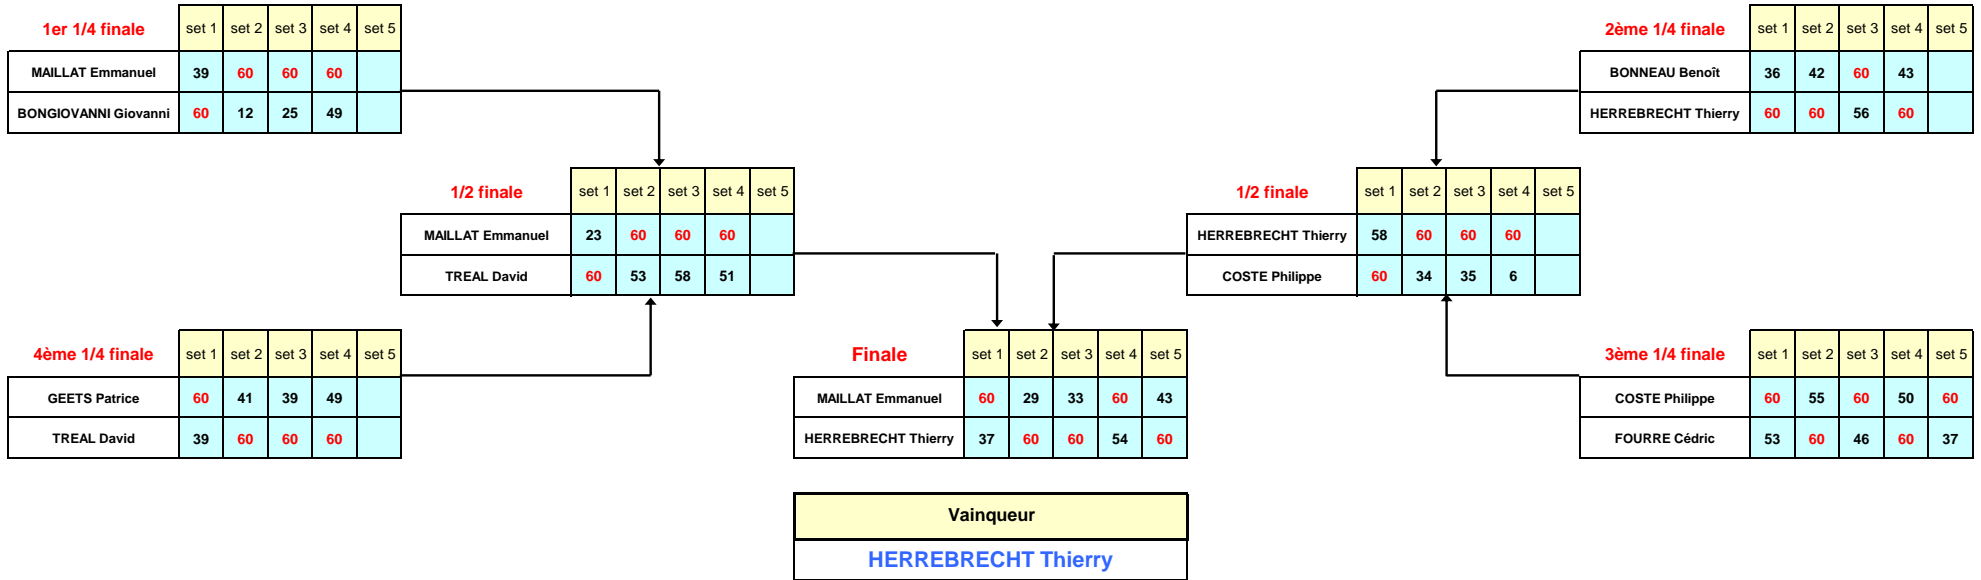 1er 1/4 finale set 1 set 2 set 3 set 4 set 5
MAILLAT Emmanuel 39 60 60 60
BONGIOVANNI Giovanni 60 12 25 49
2ème 1/4 finale set 1 set 2 set 3 set 4 set 5
BONNEAU Benoît 36 42 60 43
HERREBRECHT Thierry 60 60 56 60
1/2 finale set 1 set 2 set 3 set 4 set 5
MAILLAT Emmanuel 23 60 60 60
TREAL David 60 53 58 51
1/2 finale set 1 set 2 set 3 set 4 set 5
HERREBRECHT Thierry 58 60 60 60
COSTE Philippe 60 34 35 6
4ème 1/4 finale set 1 set 2 set 3 set 4 set 5
GEETS Patrice 60 41 39 49
TREAL David 39 60 60 60
Finale set 1 set 2 set 3 set 4 set 5
MAILLAT Emmanuel 60 29 33 60 43
HERREBRECHT Thierry 37 60 60 54 60
3ème 1/4 finale set 1 set 2 set 3 set 4 set 5
COSTE Philippe 60 55 60 50 60
FOURRE Cédric 53 60 46 60 37
Vainqueur
HERREBRECHT Thierry